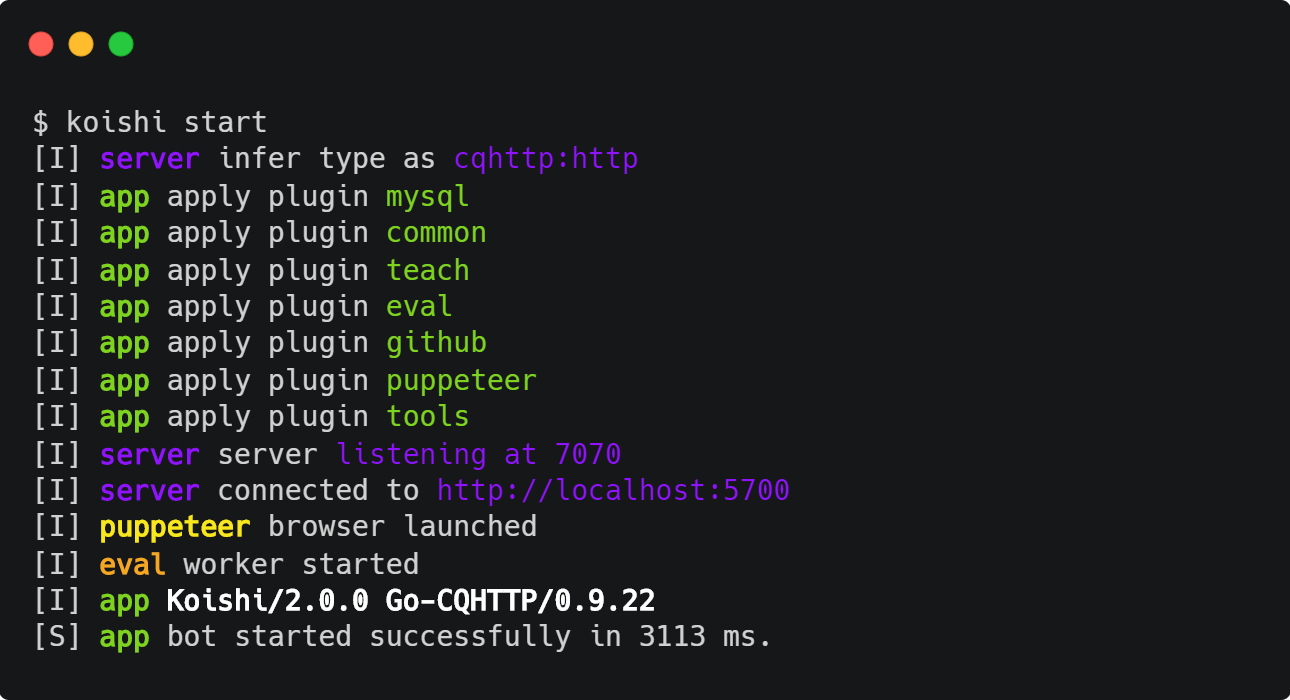 $ koishi start
[I] server infer type as cqhttp:http
[I] app apply plugin mysql
[I] app apply plugin common
[I] app apply plugin teach
[I] app apply plugin eval
[I] app apply plugin github
[I] app apply plugin puppeteer
[I] app apply plugin tools
[I] server server listening at 7070
[I] server connected to http://localhost:5700
[I] puppeteer browser launched
[I] eval worker started
[I] app Koishi/2.0.0 Go-CQHTTP/0.9.22
[S] app bot started successfully in 3113 ms.